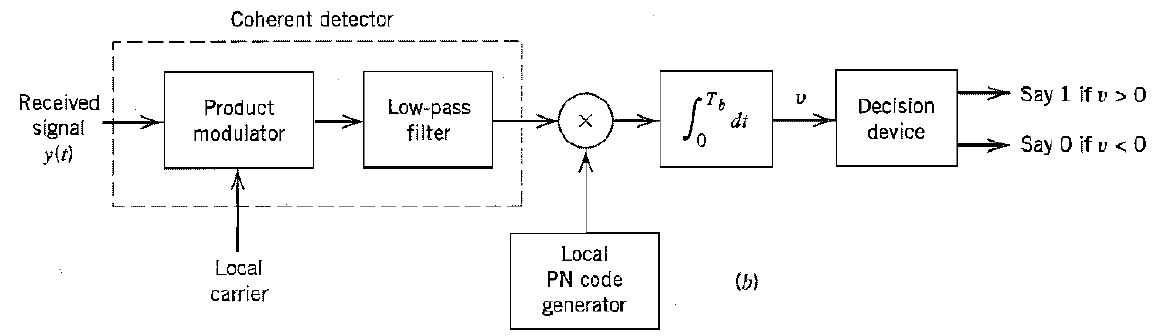 Coherent detector
Received
signal
y(t)
Product
modulator
Low-pass
filter
×
∫₀^{T_b} dt
v
Decision
device
Say 1 if v > 0
Say 0 if v < 0
Local
carrier
Local
PN code
generator
(b)